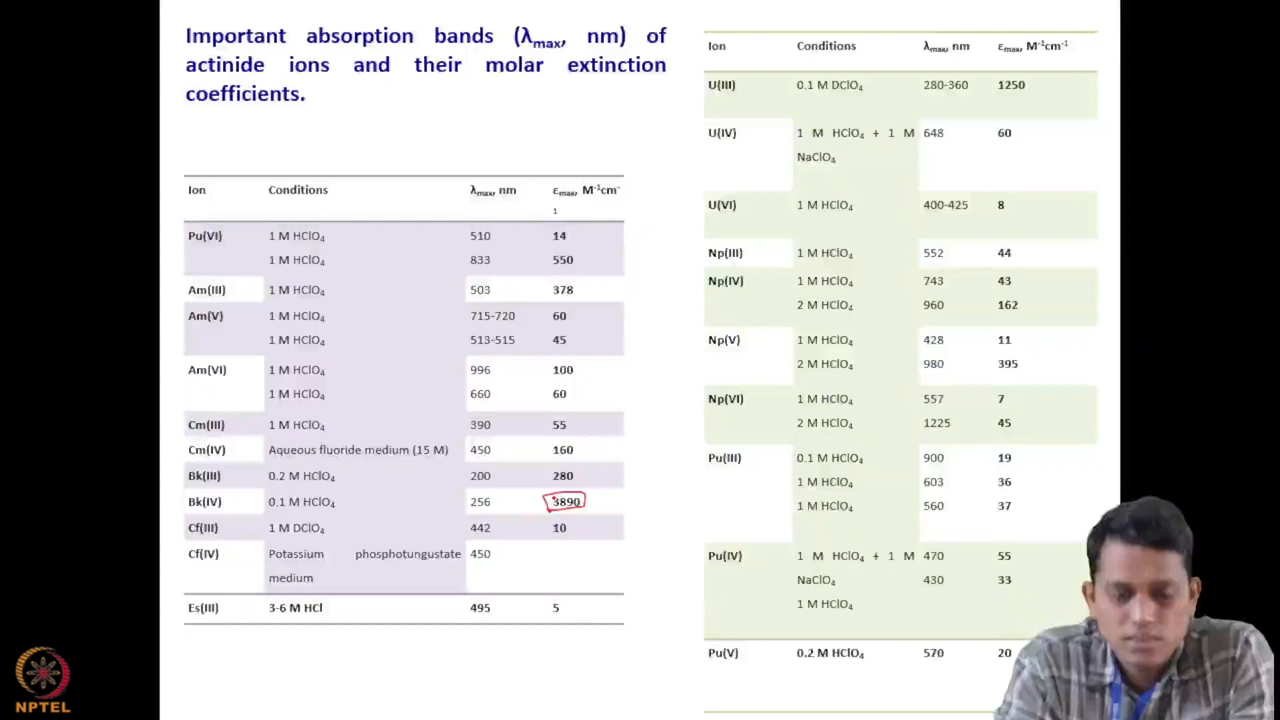 Important absorption bands (λmax, nm) of
actinide ions and their molar extinction
coefficients.
Ion Conditions λmax, nm εmax, M⁻¹cm⁻
1
Pu(VI) 1 M HClO₄ 510 14
1 M HClO₄ 833 550
Am(III) 1 M HClO₄ 503 378
Am(V) 1 M HClO₄ 715-720 60
1 M HClO₄ 513-515 45
Am(VI) 1 M HClO₄ 996 100
1 M HClO₄ 660 60
Cm(III) 1 M HClO₄ 390 55
Cm(IV) Aqueous fluoride medium (15 M) 450 160
Bk(III) 0.2 M HClO₄ 200 280
Bk(IV) 0.1 M HClO₄ 256 3890
Cf(III) 1 M DClO₄ 442 10
Cf(IV) Potassium phosphotungustate 450
medium
Es(III) 3-6 M HCl 495 5
Ion Conditions λmax, nm εmax, M⁻¹cm⁻¹
U(III) 0.1 M DClO₄ 280-360 1250
U(IV) 1 M HClO₄ + 1 M 648 60
NaClO₄
U(VI) 1 M HClO₄ 400-425 8
Np(III) 1 M HClO₄ 552 44
Np(IV) 1 M HClO₄ 743 43
2 M HClO₄ 960 162
Np(V) 1 M HClO₄ 428 11
2 M HClO₄ 980 395
Np(VI) 1 M HClO₄ 557 7
2 M HClO₄ 1225 45
Pu(III) 0.1 M HClO₄ 900 19
1 M HClO₄ 603 36
1 M HClO₄ 560 37
Pu(IV) 1 M HClO₄ + 1 M 470 55
NaClO₄ 430 33
1 M HClO₄
Pu(V) 0.2 M HClO₄ 570 20
NPTEL